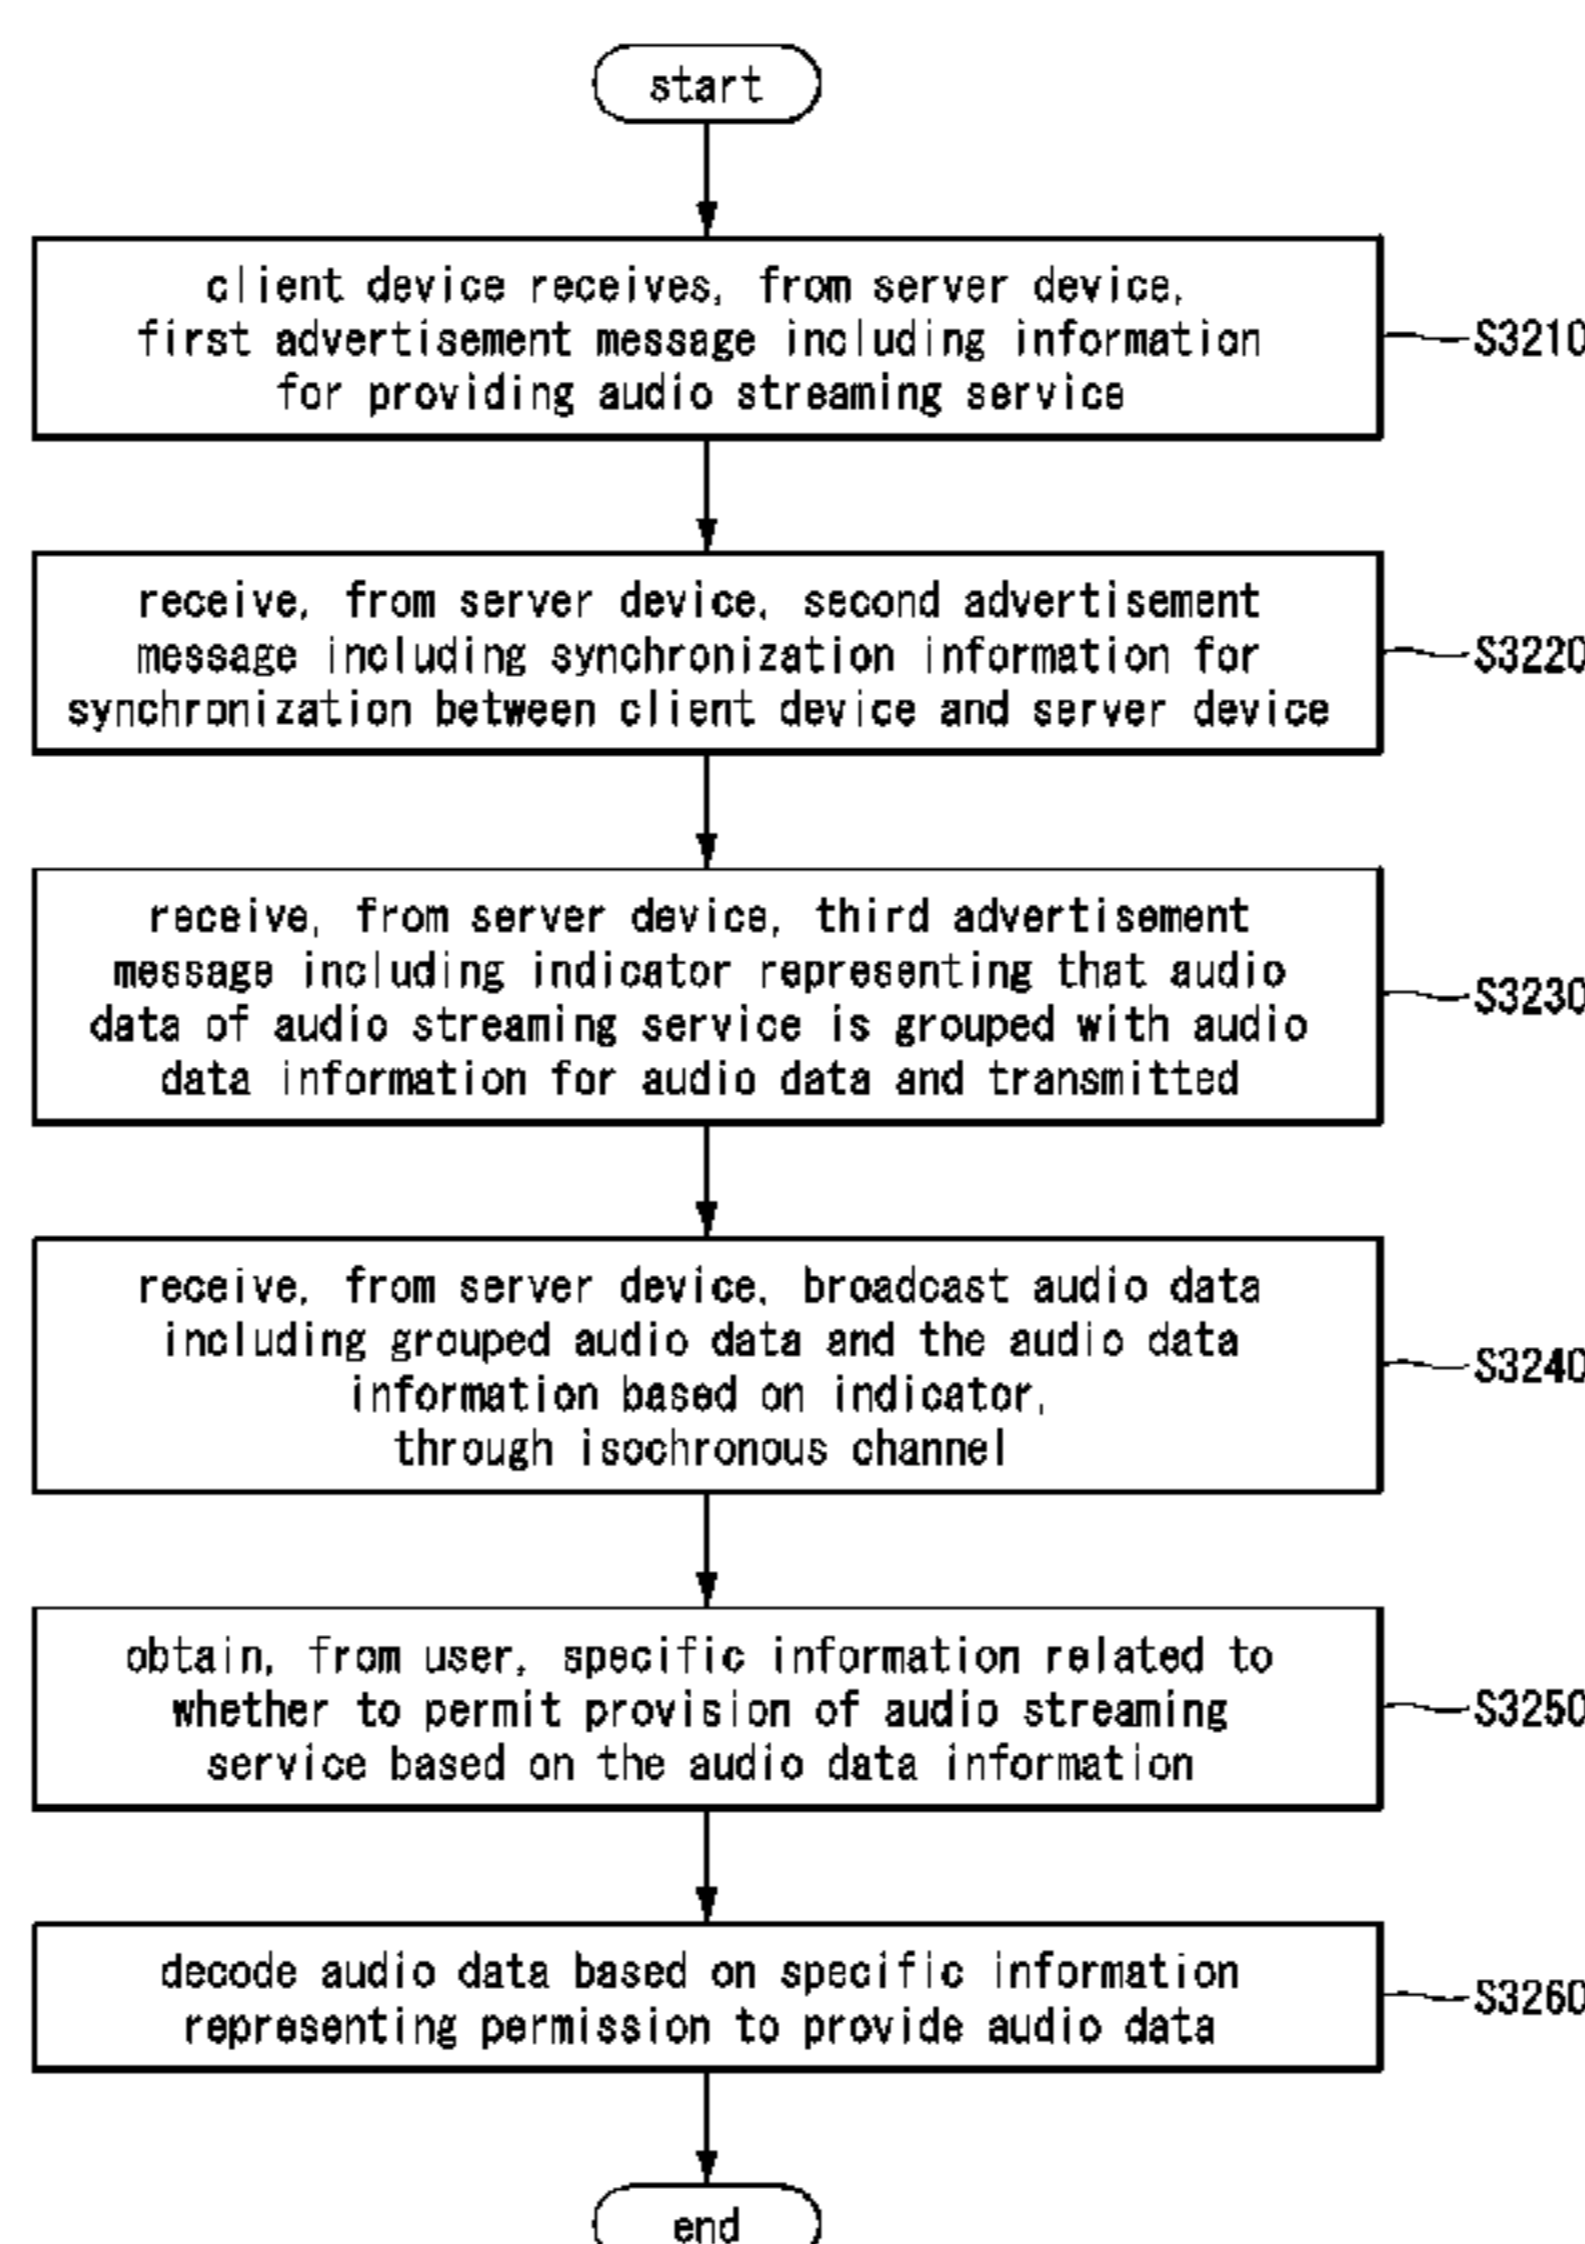 start
client device receives, from server device,
first advertisement message including information
for providing audio streaming service
S3210
receive, from server device, second advertisement
message including synchronization information for
synchronization between client device and server device
S3220
receive, from server device, third advertisement
message including indicator representing that audio
data of audio streaming service is grouped with audio
data information for audio data and transmitted
S3230
receive, from server device, broadcast audio data
including grouped audio data and the audio data
information based on indicator,
through isochronous channel
S3240
obtain, from user, specific information related to
whether to permit provision of audio streaming
service based on the audio data information
S3250
decode audio data based on specific information
representing permission to provide audio data
S3260
end